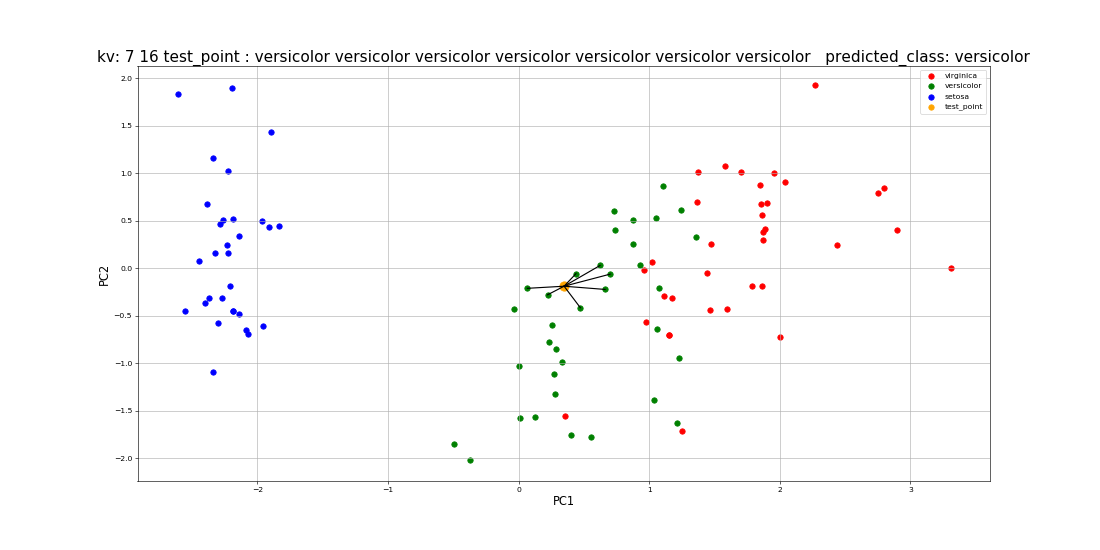 kv: 7 16 test_point : versicolor versicolor versicolor versicolor versicolor versicolor versicolor   predicted_class: versicolor
virginica
versicolor
setosa
test_point
2.0
1.5
1.0
0.5
0.0
−0.5
−1.0
−1.5
−2.0
PC2
−2
−1
0
1
2
3
PC1